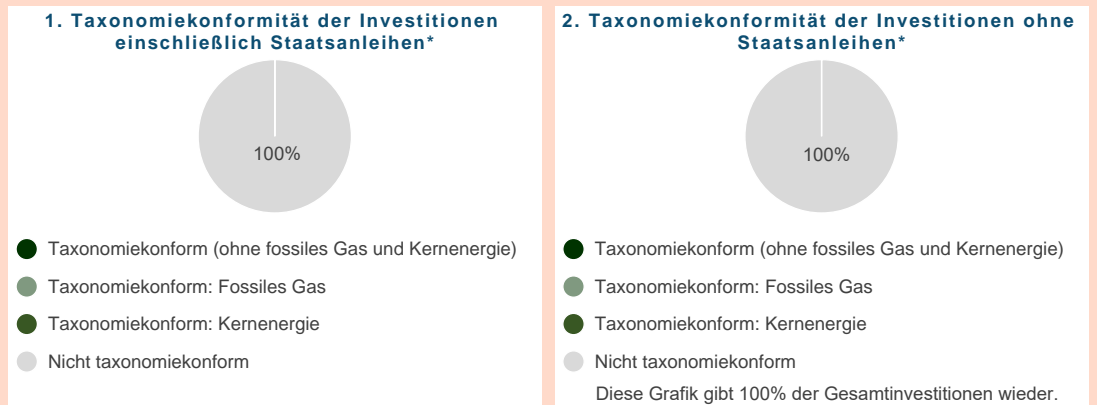 1. Taxonomiekonformität der Investitionen
einschließlich Staatsanleihen*
100%
Taxonomiekonform (ohne fossiles Gas und Kernenergie)
Taxonomiekonform: Fossiles Gas
Taxonomiekonform: Kernenergie
Nicht taxonomiekonform
2. Taxonomiekonformität der Investitionen ohne
Staatsanleihen*
100%
Taxonomiekonform (ohne fossiles Gas und Kernenergie)
Taxonomiekonform: Fossiles Gas
Taxonomiekonform: Kernenergie
Nicht taxonomiekonform
Diese Grafik gibt 100% der Gesamtinvestitionen wieder.